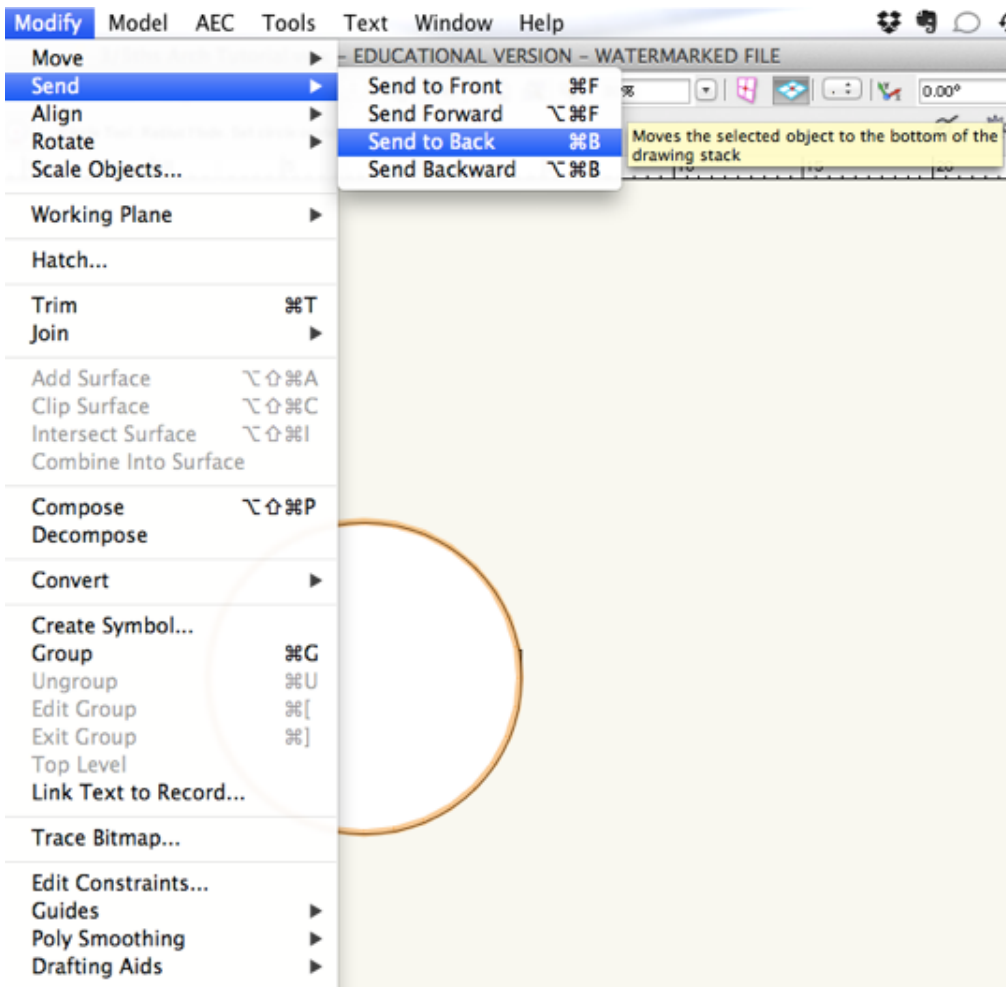 Modify Model AEC Tools Text Window Help
– EDUCATIONAL VERSION – WATERMARKED FILE
Move
Send
Align
Rotate
Scale Objects...
Working Plane
Hatch...
Trim ⌘T
Join
Add Surface ⌥⇧⌘A
Clip Surface ⌥⇧⌘C
Intersect Surface ⌥⇧⌘I
Combine Into Surface
Compose ⌥⇧⌘P
Decompose
Convert
Create Symbol...
Group ⌘G
Ungroup ⌘U
Edit Group ⌘[
Exit Group ⌘]
Top Level
Link Text to Record...
Trace Bitmap...
Edit Constraints...
Guides
Poly Smoothing
Drafting Aids
Send to Front ⌘F
Send Forward ⌥⌘F
Send to Back ⌘B
Send Backward ⌥⌘B
% 0.00°
Moves the selected object to the bottom of the
drawing stack